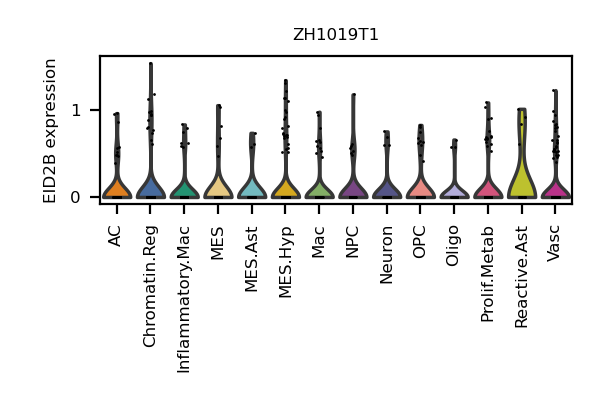 ZH1019T1
EID2B expression
1
0
AC
Chromatin.Reg
Inflammatory.Mac
MES
MES.Ast
MES.Hyp
Mac
NPC
Neuron
OPC
Oligo
Prolif.Metab
Reactive.Ast
Vasc